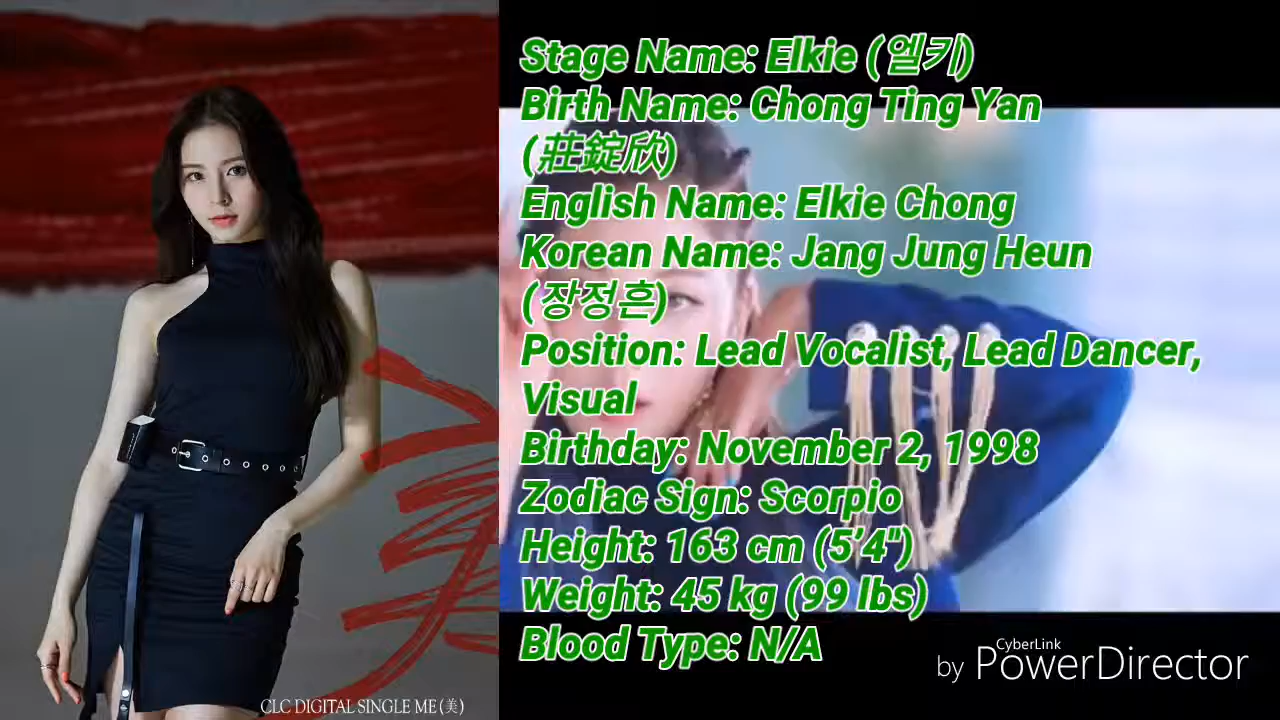 Stage Name: Elkie (엘키)
Birth Name: Chong Ting Yan
(莊錠欣)
English Name: Elkie Chong
Korean Name: Jang Jung Heun
(장정흔)
Position: Lead Vocalist, Lead Dancer,
Visual
Birthday: November 2, 1998
Zodiac Sign: Scorpio
Height: 163 cm (5’4")
Weight: 45 kg (99 lbs)
Blood Type: N/A
美
CLC DIGITAL SINGLE ME (美)
CyberLink
by PowerDirector